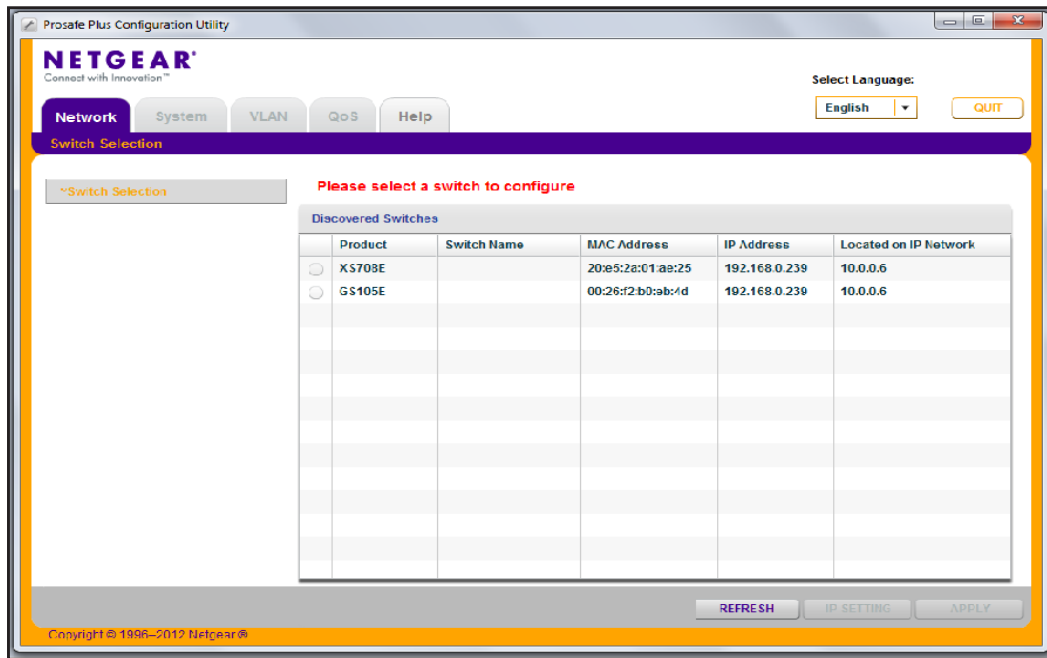 Prosafe Plus Configuration Utility
NETGEAR®
Connect with Innovation™
Select Language:
English
QUIT
Network System VLAN QoS Help
Switch Selection
Switch Selection
Please select a switch to configure
Discovered Switches
Product Switch Name MAC Address IP Address Located on IP Network
XS708E 20:e5:2a:01:ae:25 192.168.0.239 10.0.0.6
GS105E 00:26:f2:b0:eb:4d 192.168.0.239 10.0.0.6
REFRESH IP SETTING APPLY
Copyright © 1996–2012 Netgear ®